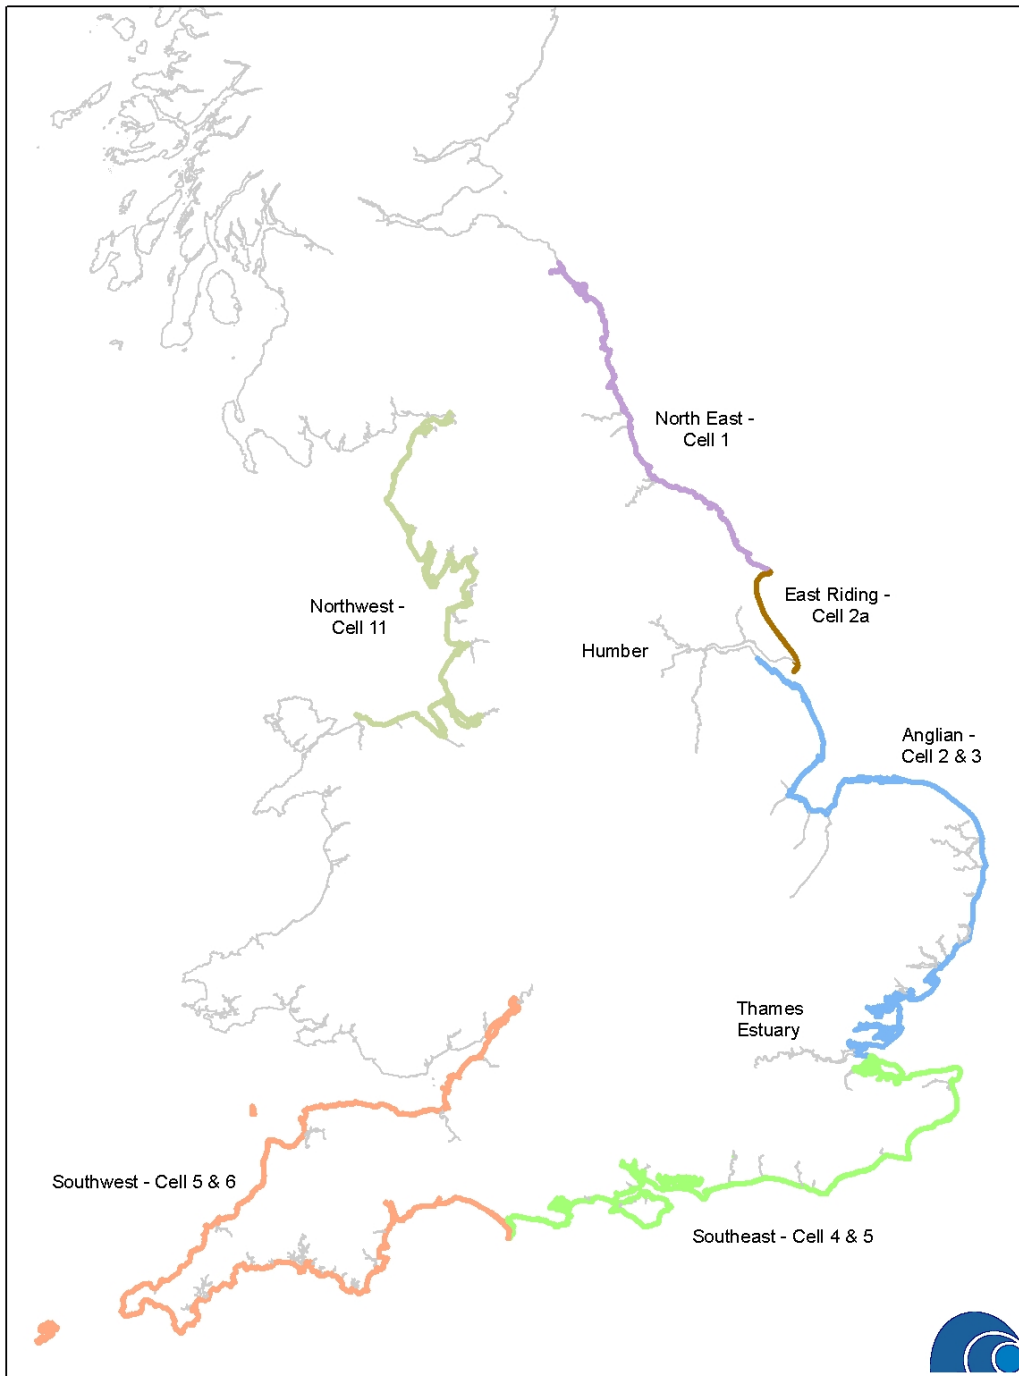 North East -
Cell 1
East Riding -
Cell 2a
Northwest -
Cell 11
Humber
Anglian -
Cell 2 & 3
Thames
Estuary
Southwest - Cell 5 & 6
Southeast - Cell 4 & 5